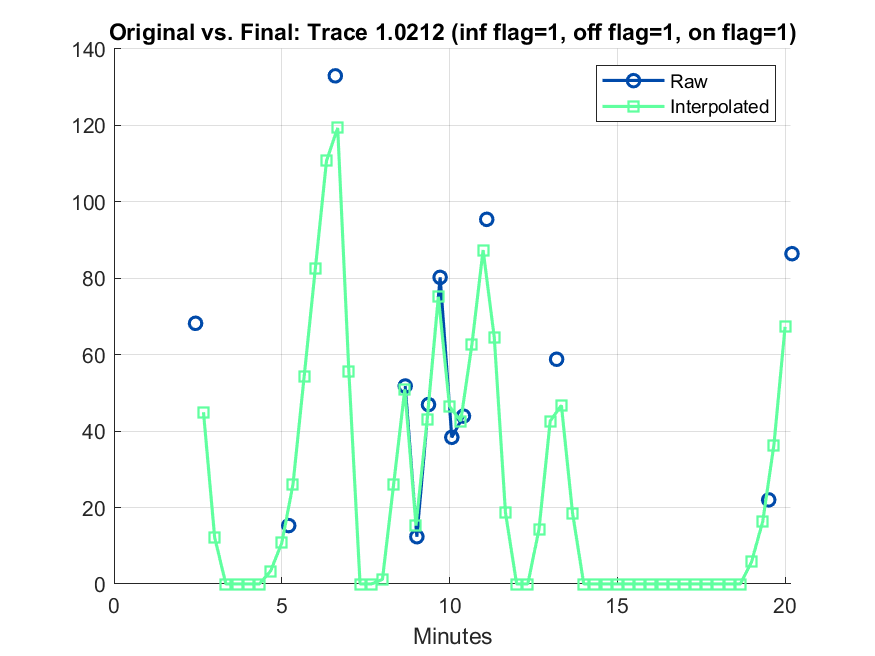 Original vs. Final: Trace 1.0212 (inf flag=1, off flag=1, on flag=1)
140
120
100
80
60
40
20
0
Raw
Interpolated
0 5 10 15 20
Minutes